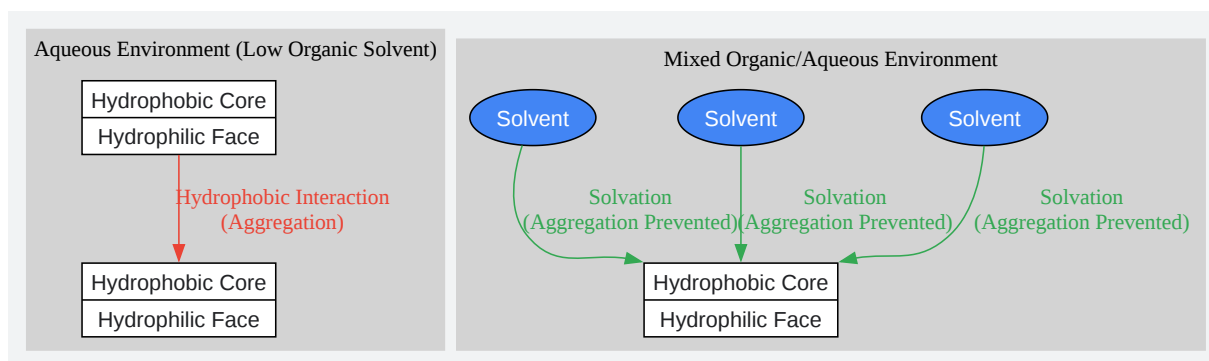 Aqueous Environment (Low Organic Solvent)
Hydrophobic Core
Hydrophilic Face
Hydrophobic Interaction
(Aggregation)
Hydrophobic Core
Hydrophilic Face
Mixed Organic/Aqueous Environment
Solvent
Solvent
Solvent
Solvation
(Aggregation Prevented)
Solvation
(Aggregation Prevented)
Solvation
(Aggregation Prevented)
Hydrophobic Core
Hydrophilic Face